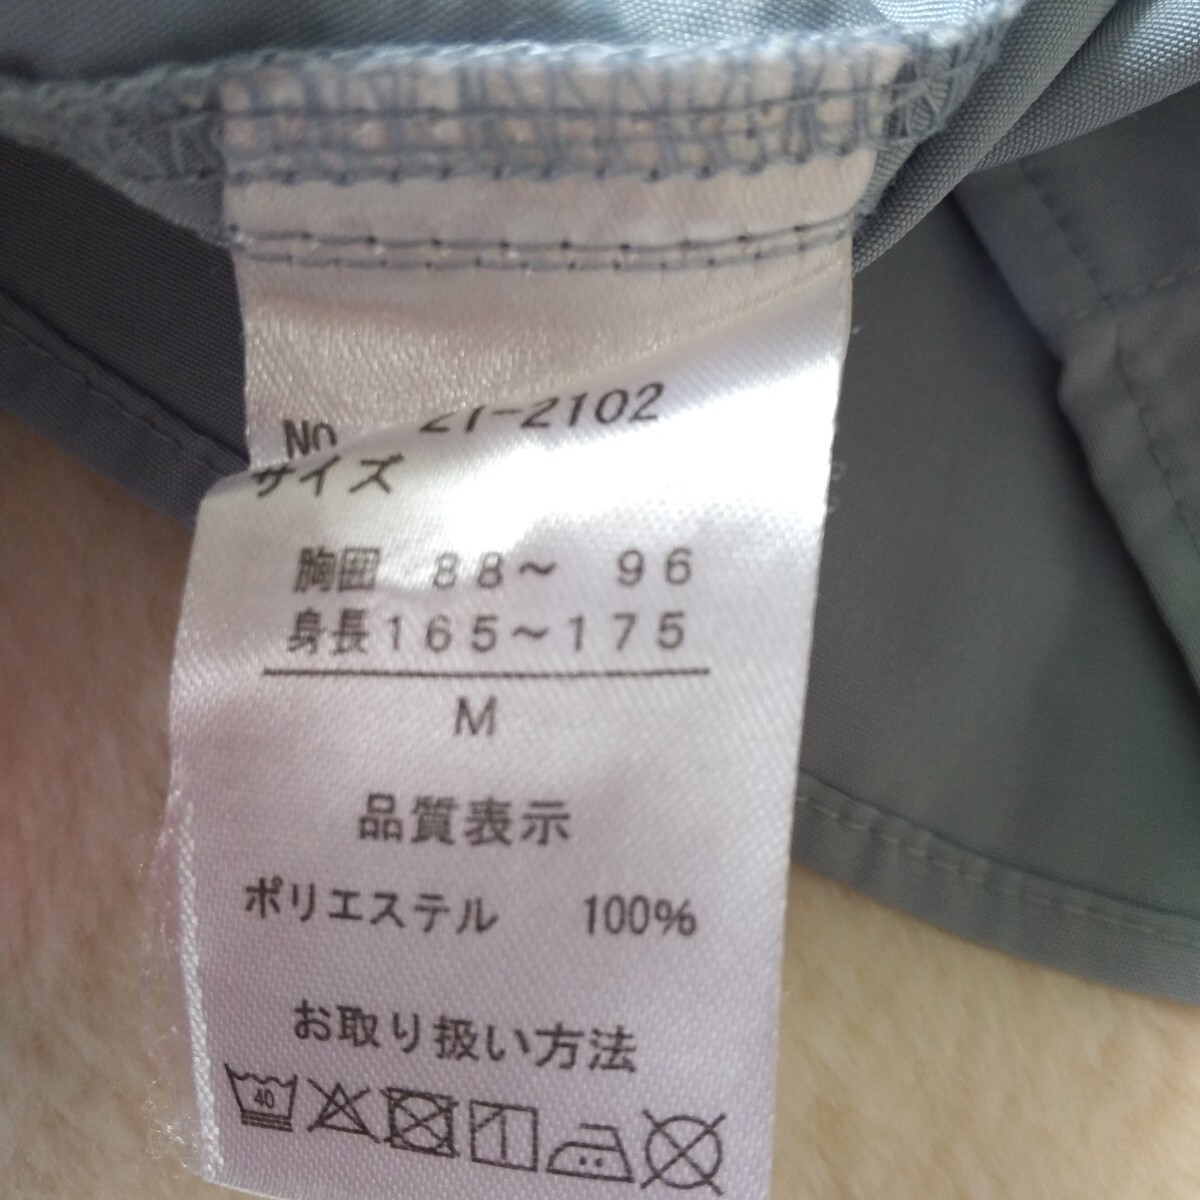 No 21-2102
サイズ
胸囲 88～ 96
身長165～175
M
品質表示
ポリエステル 100%
お取り扱い方法
40